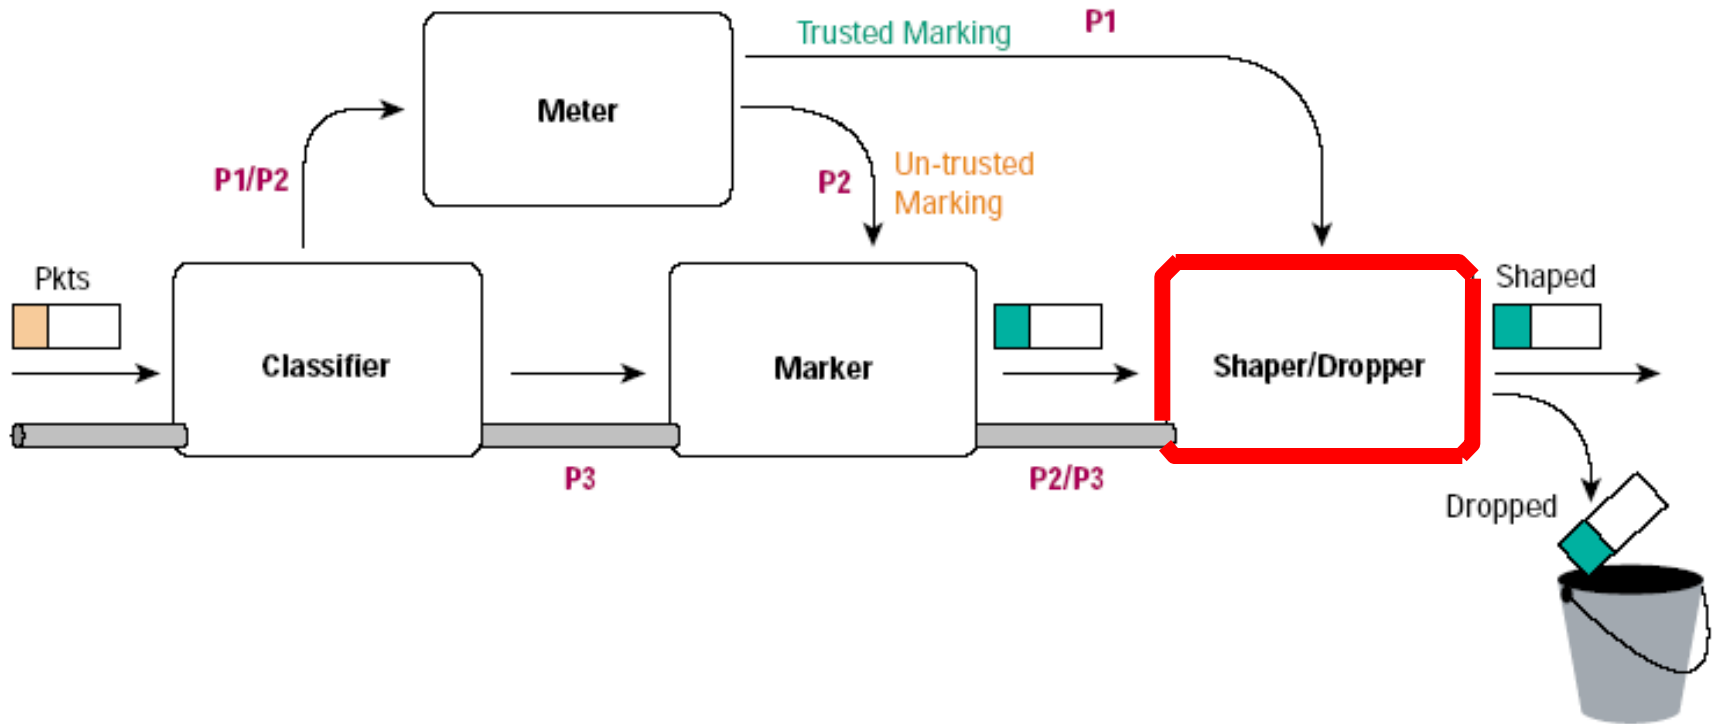 Trusted Marking
P1
Meter
P1/P2
P2
Un-trusted
Marking
Pkts
Shaped
Classifier
Marker
Shaper/Dropper
P3
P2/P3
Dropped